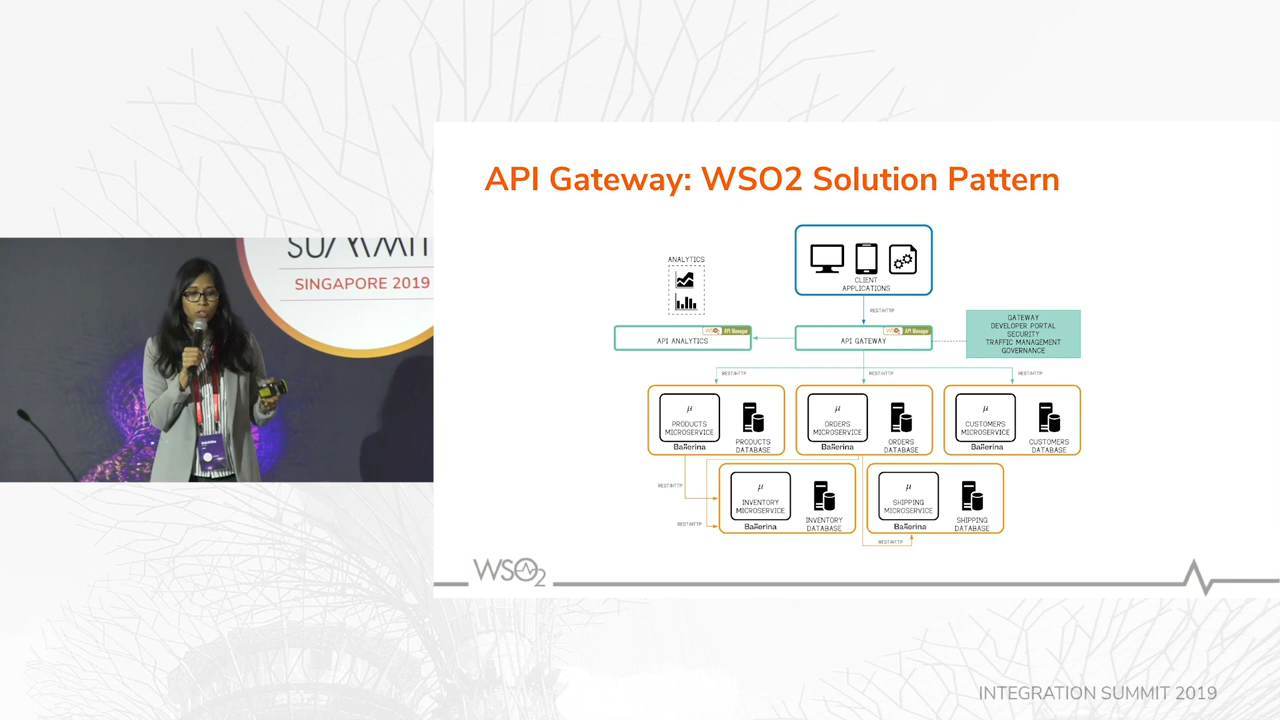 API Gateway: WSO2 Solution Pattern
SUMMIT
SINGAPORE 2019
ANALYTICS
CLIENT
APPLICATIONS
REST/HTTP
WSO2 API Manager
API ANALYTICS
WSO2 API Manager
API GATEWAY
GATEWAY
DEVELOPER PORTAL
SECURITY
TRAFFIC MANAGEMENT
GOVERNANCE
REST/HTTP
REST/HTTP
REST/HTTP
µ
PRODUCTS
MICROSERVICE
Ballerina
PRODUCTS
DATABASE
µ
ORDERS
MICROSERVICE
Ballerina
ORDERS
DATABASE
µ
CUSTOMERS
MICROSERVICE
Ballerina
CUSTOMERS
DATABASE
REST/HTTP
REST/HTTP
µ
INVENTORY
MICROSERVICE
Ballerina
INVENTORY
DATABASE
µ
SHIPPING
MICROSERVICE
Ballerina
SHIPPING
DATABASE
REST/HTTP
WSO2
INTEGRATION SUMMIT 2019